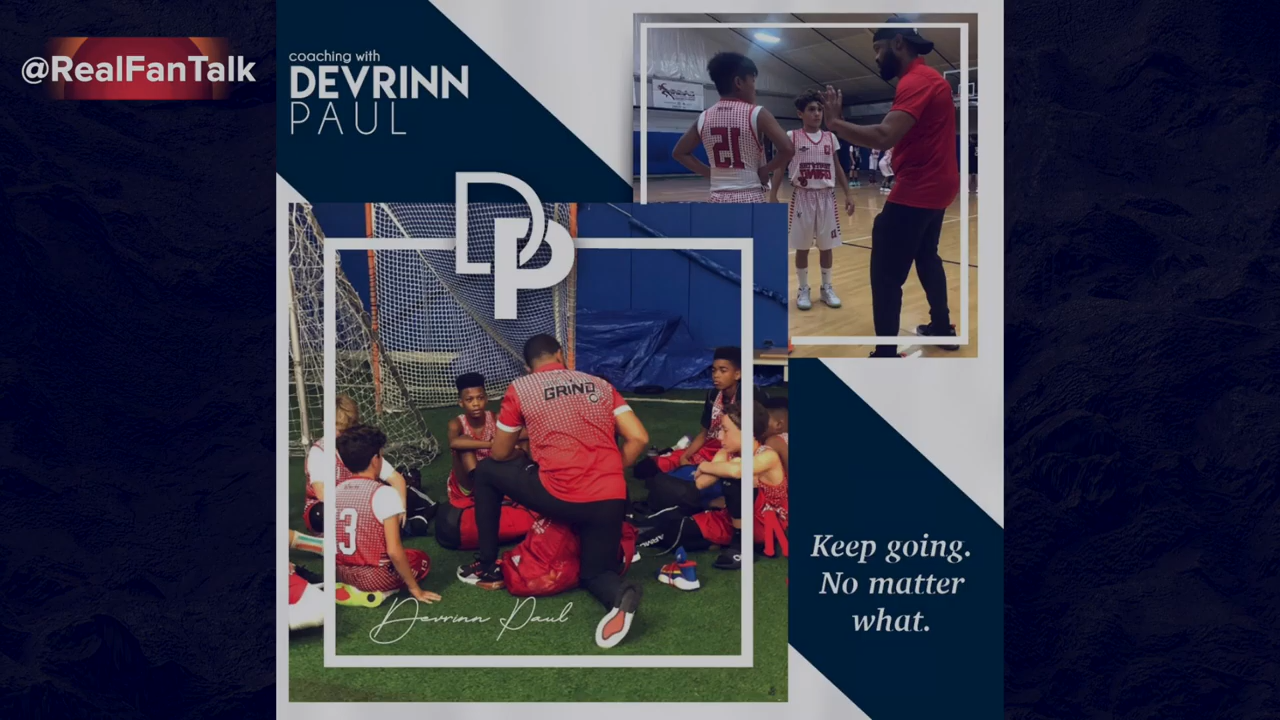 @RealFanTalk
coaching with
DEVRINN
PAUL
DP
21
GRIND
3
Devrinn Paul
Keep going.
No matter
what.